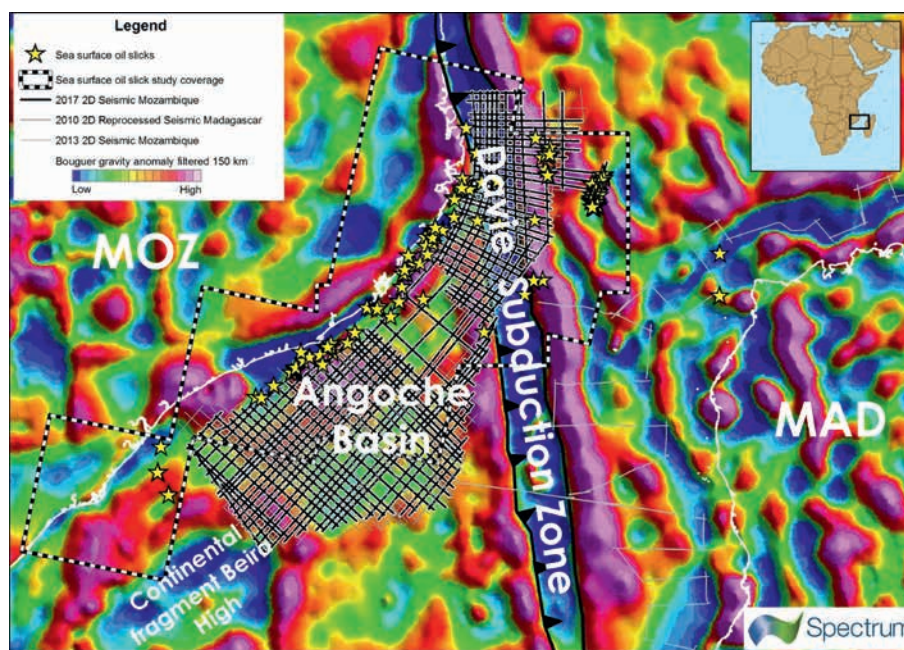 Legend
Sea surface oil slicks
Sea surface oil slick study coverage
2017 2D Seismic Mozambique
2010 2D Reprocessed Seismic Madagascar
2013 2D Seismic Mozambique
Bouguer gravity anomaly filtered 150 km
Low High
MOZ
Davie
Subduction Zone
Angoche
Basin
MAD
Continental
fragment Beira
High
Spectrum